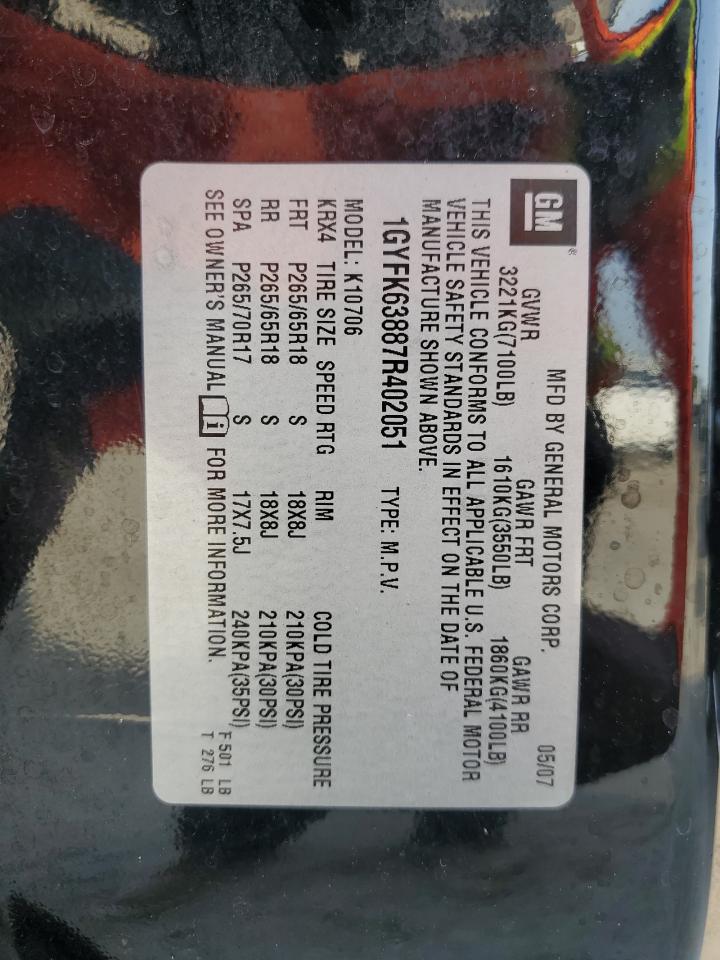 GM®
MFD BY GENERAL MOTORS CORP. 05/07
GVWR GAWR FRT GAWR RR
3221KG(7100LB) 1610KG(3550LB) 1860KG(4100LB)
THIS VEHICLE CONFORMS TO ALL APPLICABLE U.S. FEDERAL MOTOR
VEHICLE SAFETY STANDARDS IN EFFECT ON THE DATE OF
MANUFACTURE SHOWN ABOVE.
1GYFK63887R402051 TYPE: M.P.V.
MODEL: K10706
KRX4 TIRE SIZE SPEED RTG RIM COLD TIRE PRESSURE
FRT P265/65R18 S 18X8J 210KPA(30PSI)
RR P265/65R18 S 18X8J 210KPA(30PSI)
SPA P265/70R17 S 17X7.5J 240KPA(35PSI)
SEE OWNER'S MANUAL i FOR MORE INFORMATION.
F 501 LB
T 276 LB